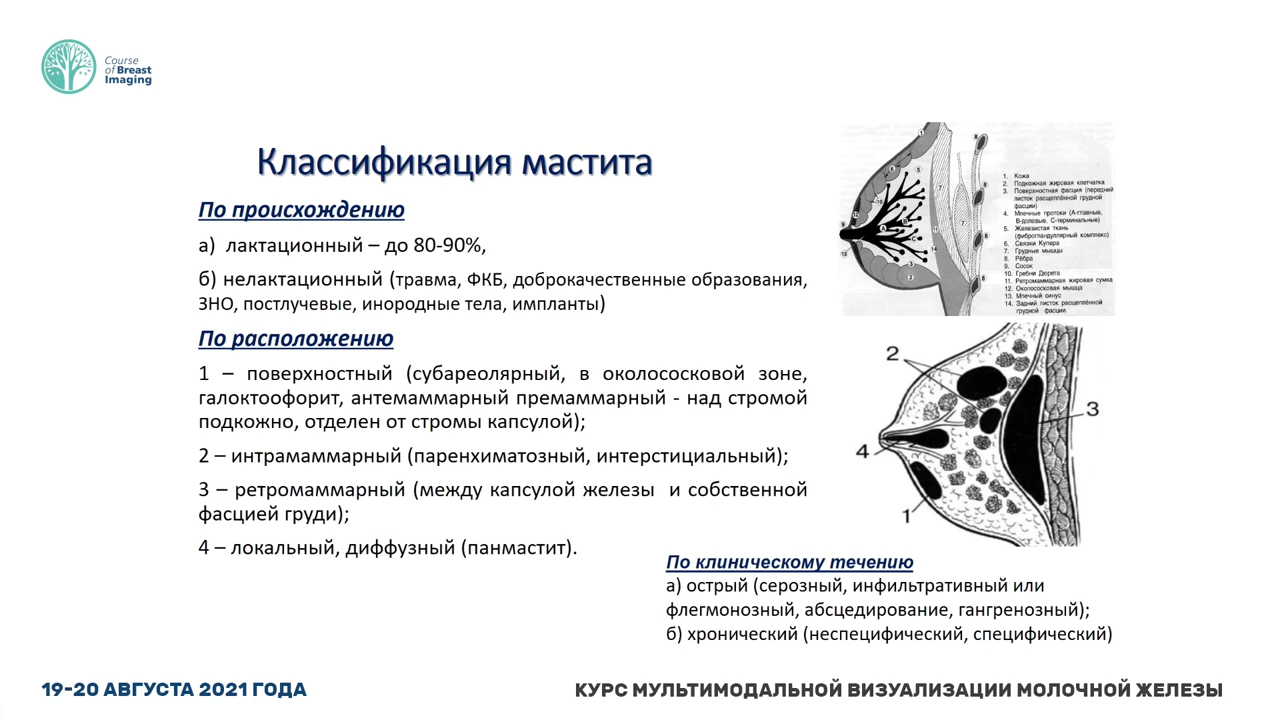 Course
of Breast
Imaging
Классификация мастита
По происхождению
а) лактационный – до 80-90%,
б) нелактационный (травма, ФКБ, доброкачественные образования,
ЗНО, постлучевые, инородные тела, импланты)
По расположению
1 – поверхностный (субареолярный, в околососковой зоне,
галоктоофорит, антемаммарный премаммарный - над стромой
подкожно, отделен от стромы капсулой);
2 – интрамаммарный (паренхиматозный, интерстициальный);
3 – ретромаммарный (между капсулой железы и собственной
фасцией груди);
4 – локальный, диффузный (панмастит).
1. Кожа
2. Подкожная жировая клетчатка
3. Поверхностная фасция (передний
листок расщеплённой грудной
фасции)
4. Млечные протоки (А-главные,
В-долевые, С-терминальные)
5. Железистая ткань
(фиброгландулярный комплекс)
6. Связки Купера
7. Грудные мышцы
8. Рёбра
9. Сосок
10. Гребни Дюрета
11. Ретромаммарная жировая сумка
12. Околососковая мышца
13. Млечный синус
14. Задний листок расщеплённой
грудной фасции.
2
3
4
1
По клиническому течению
а) острый (серозный, инфильтративный или
флегмонозный, абсцедирование, гангренозный);
б) хронический (неспецифический, специфический)
19-20 АВГУСТА 2021 ГОДА
КУРС МУЛЬТИМОДАЛЬНОЙ ВИЗУАЛИЗАЦИИ МОЛОЧНОЙ ЖЕЛЕЗЫ